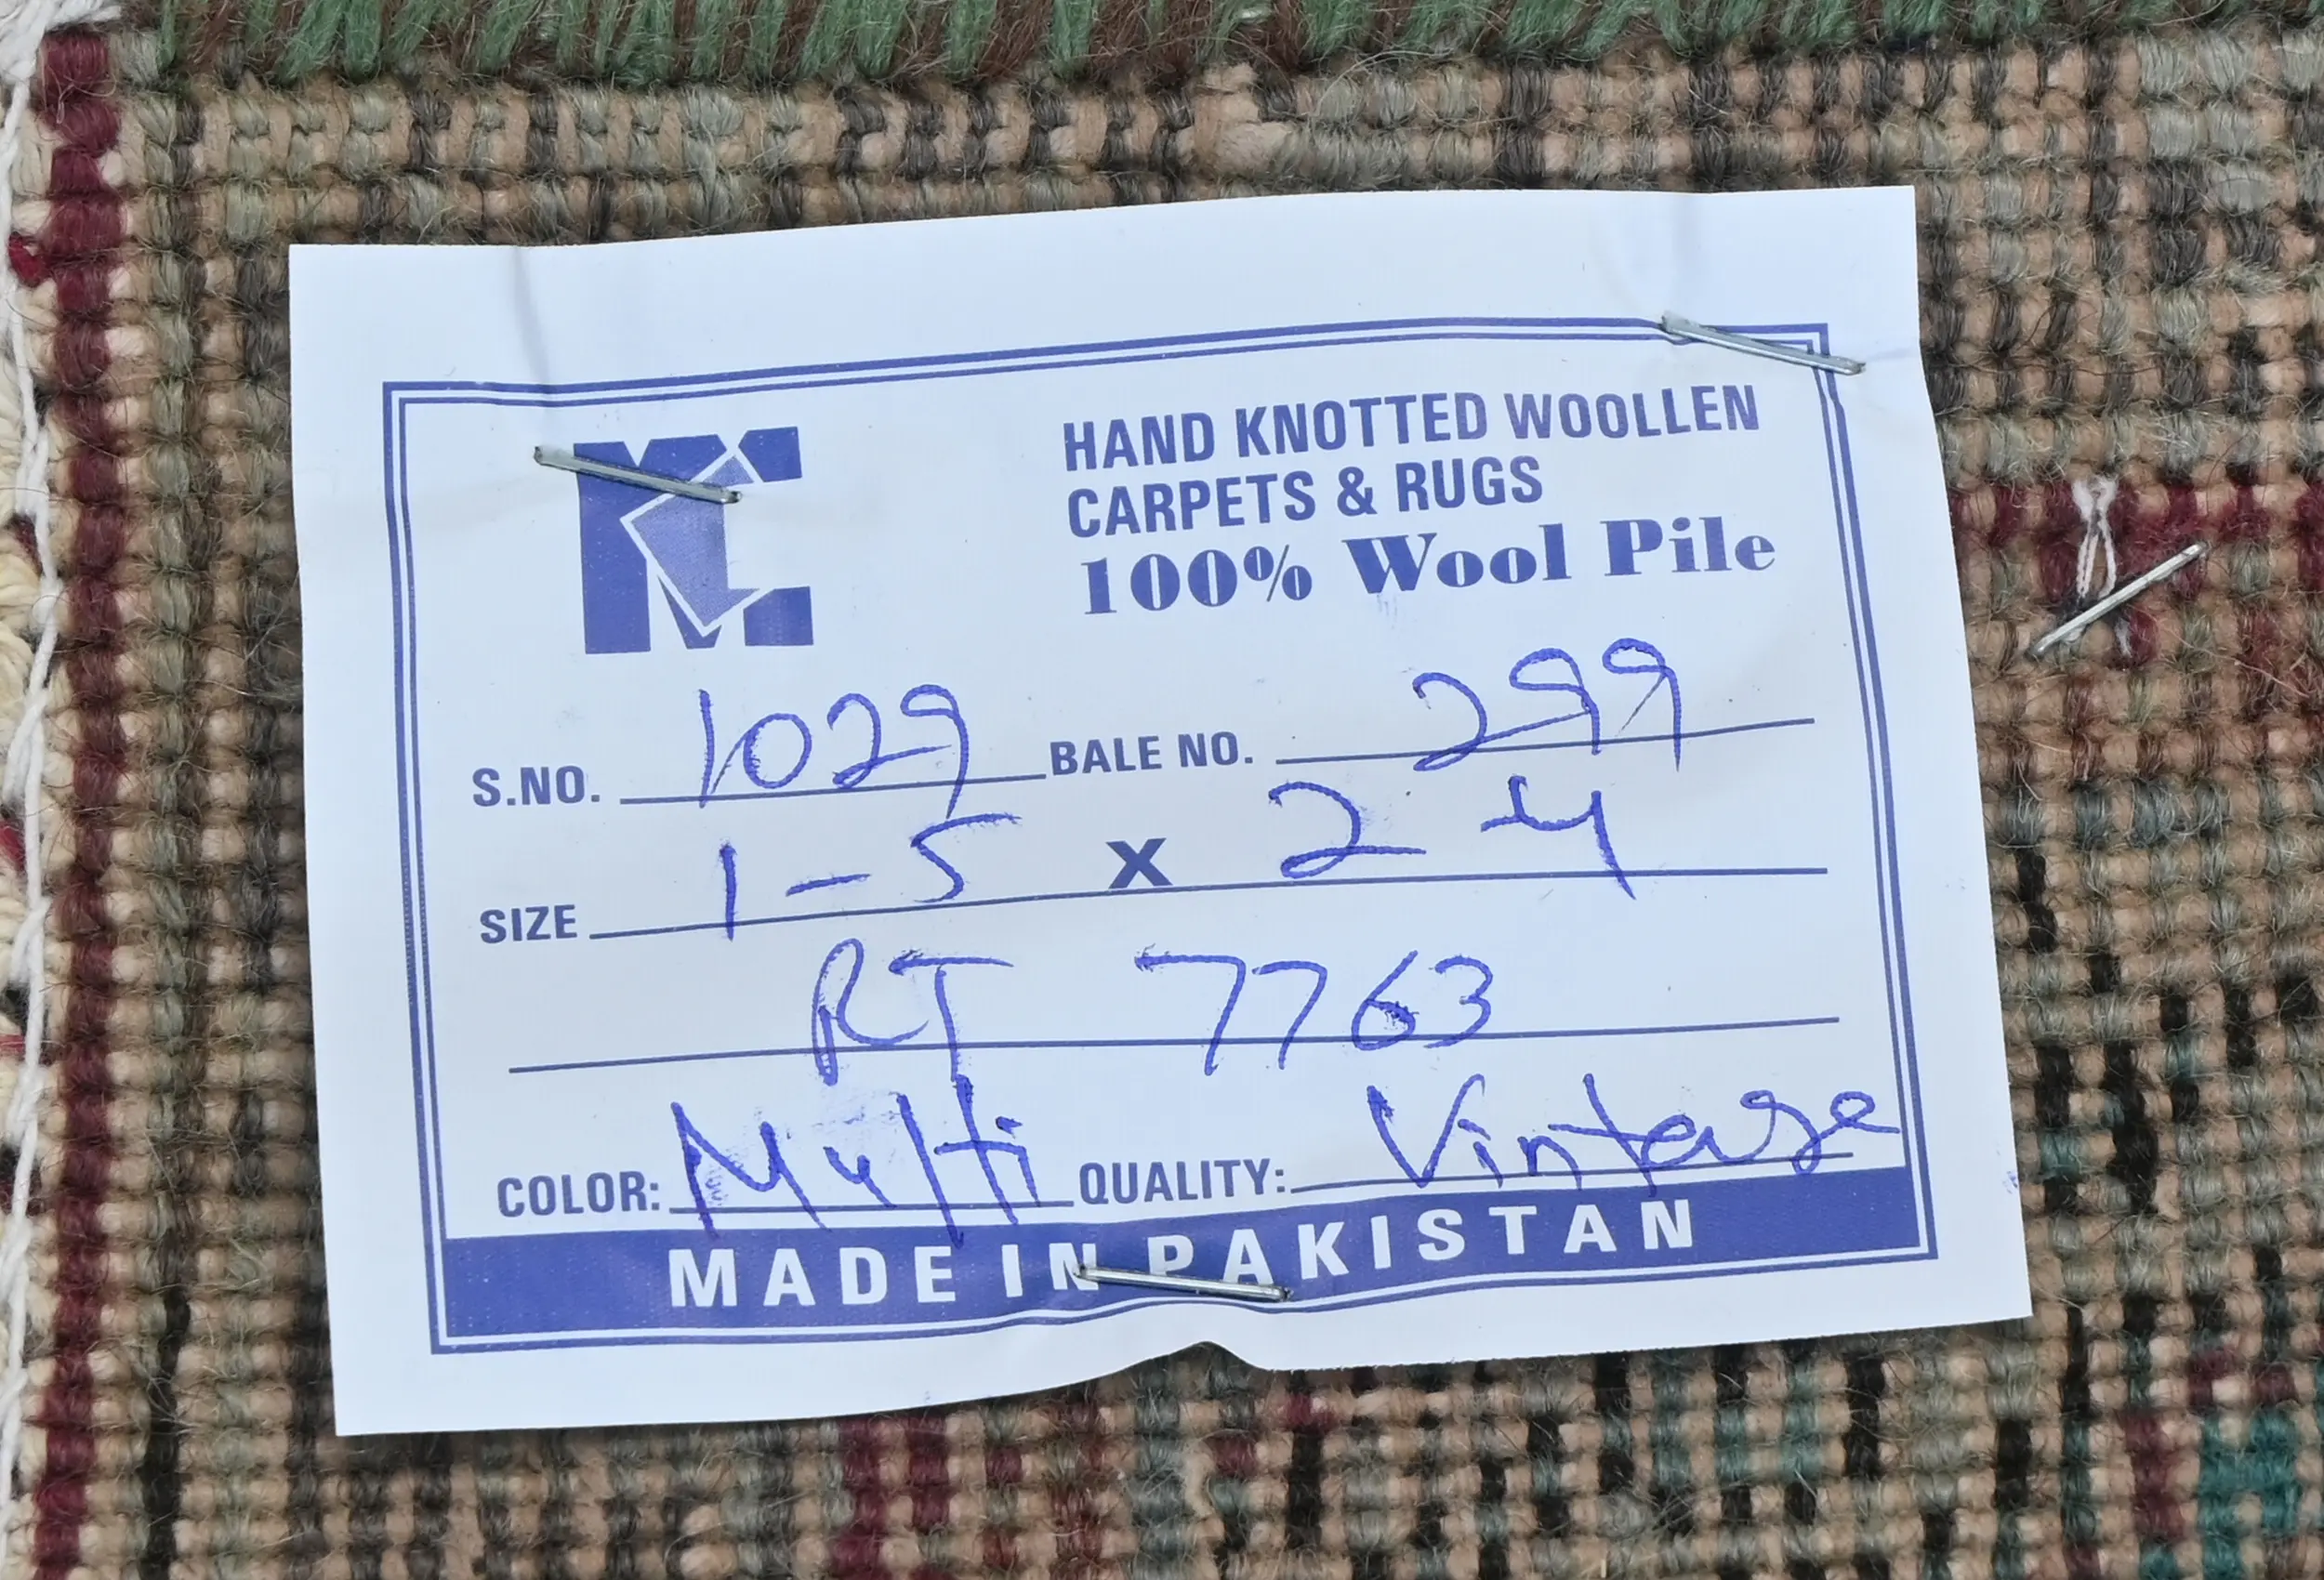 MC
HAND KNOTTED WOOLLEN
CARPETS & RUGS
100% Wool Pile
S.NO. 1029 BALE NO. 299
SIZE 1-5 X 2 4
RT 7763
COLOR: Multi QUALITY: Vintage
MADE IN PAKISTAN